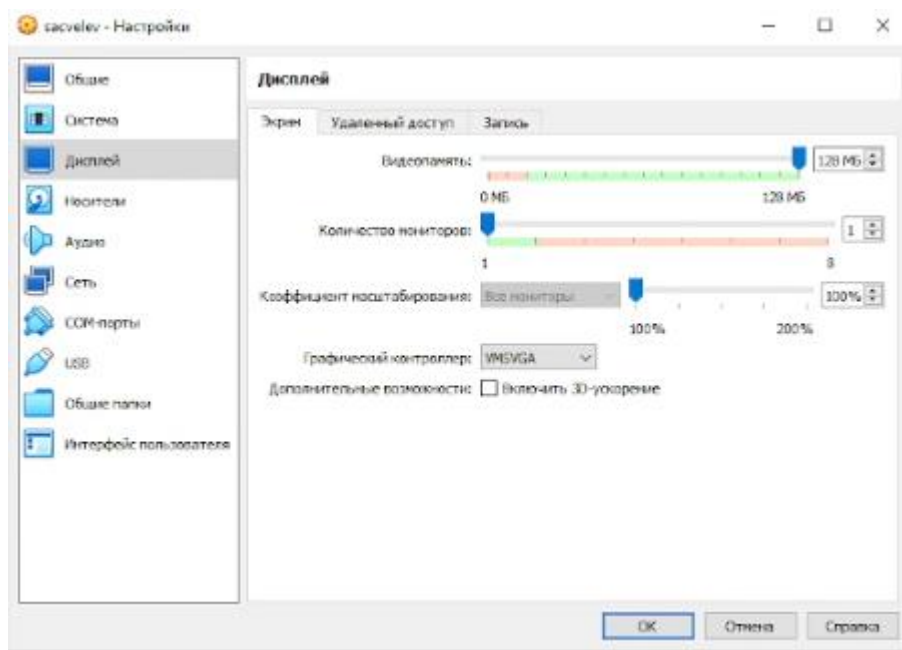 sacvelev - Настройки
Общие
Система
Дисплей
Носители
Аудио
Сеть
COM-порты
USB
Общие папки
Интерфейс пользователя
Дисплей
Экран Удаленный доступ Запись
Видеопамять: 128 МБ
0 МБ 128 МБ
Количество мониторов: 1
1 8
Коэффициент масштабирования: Все мониторы 100%
100% 200%
Графический контроллер: VMSVGA
Дополнительные возможности: Включить 3D-ускорение
OK Отмена Справка